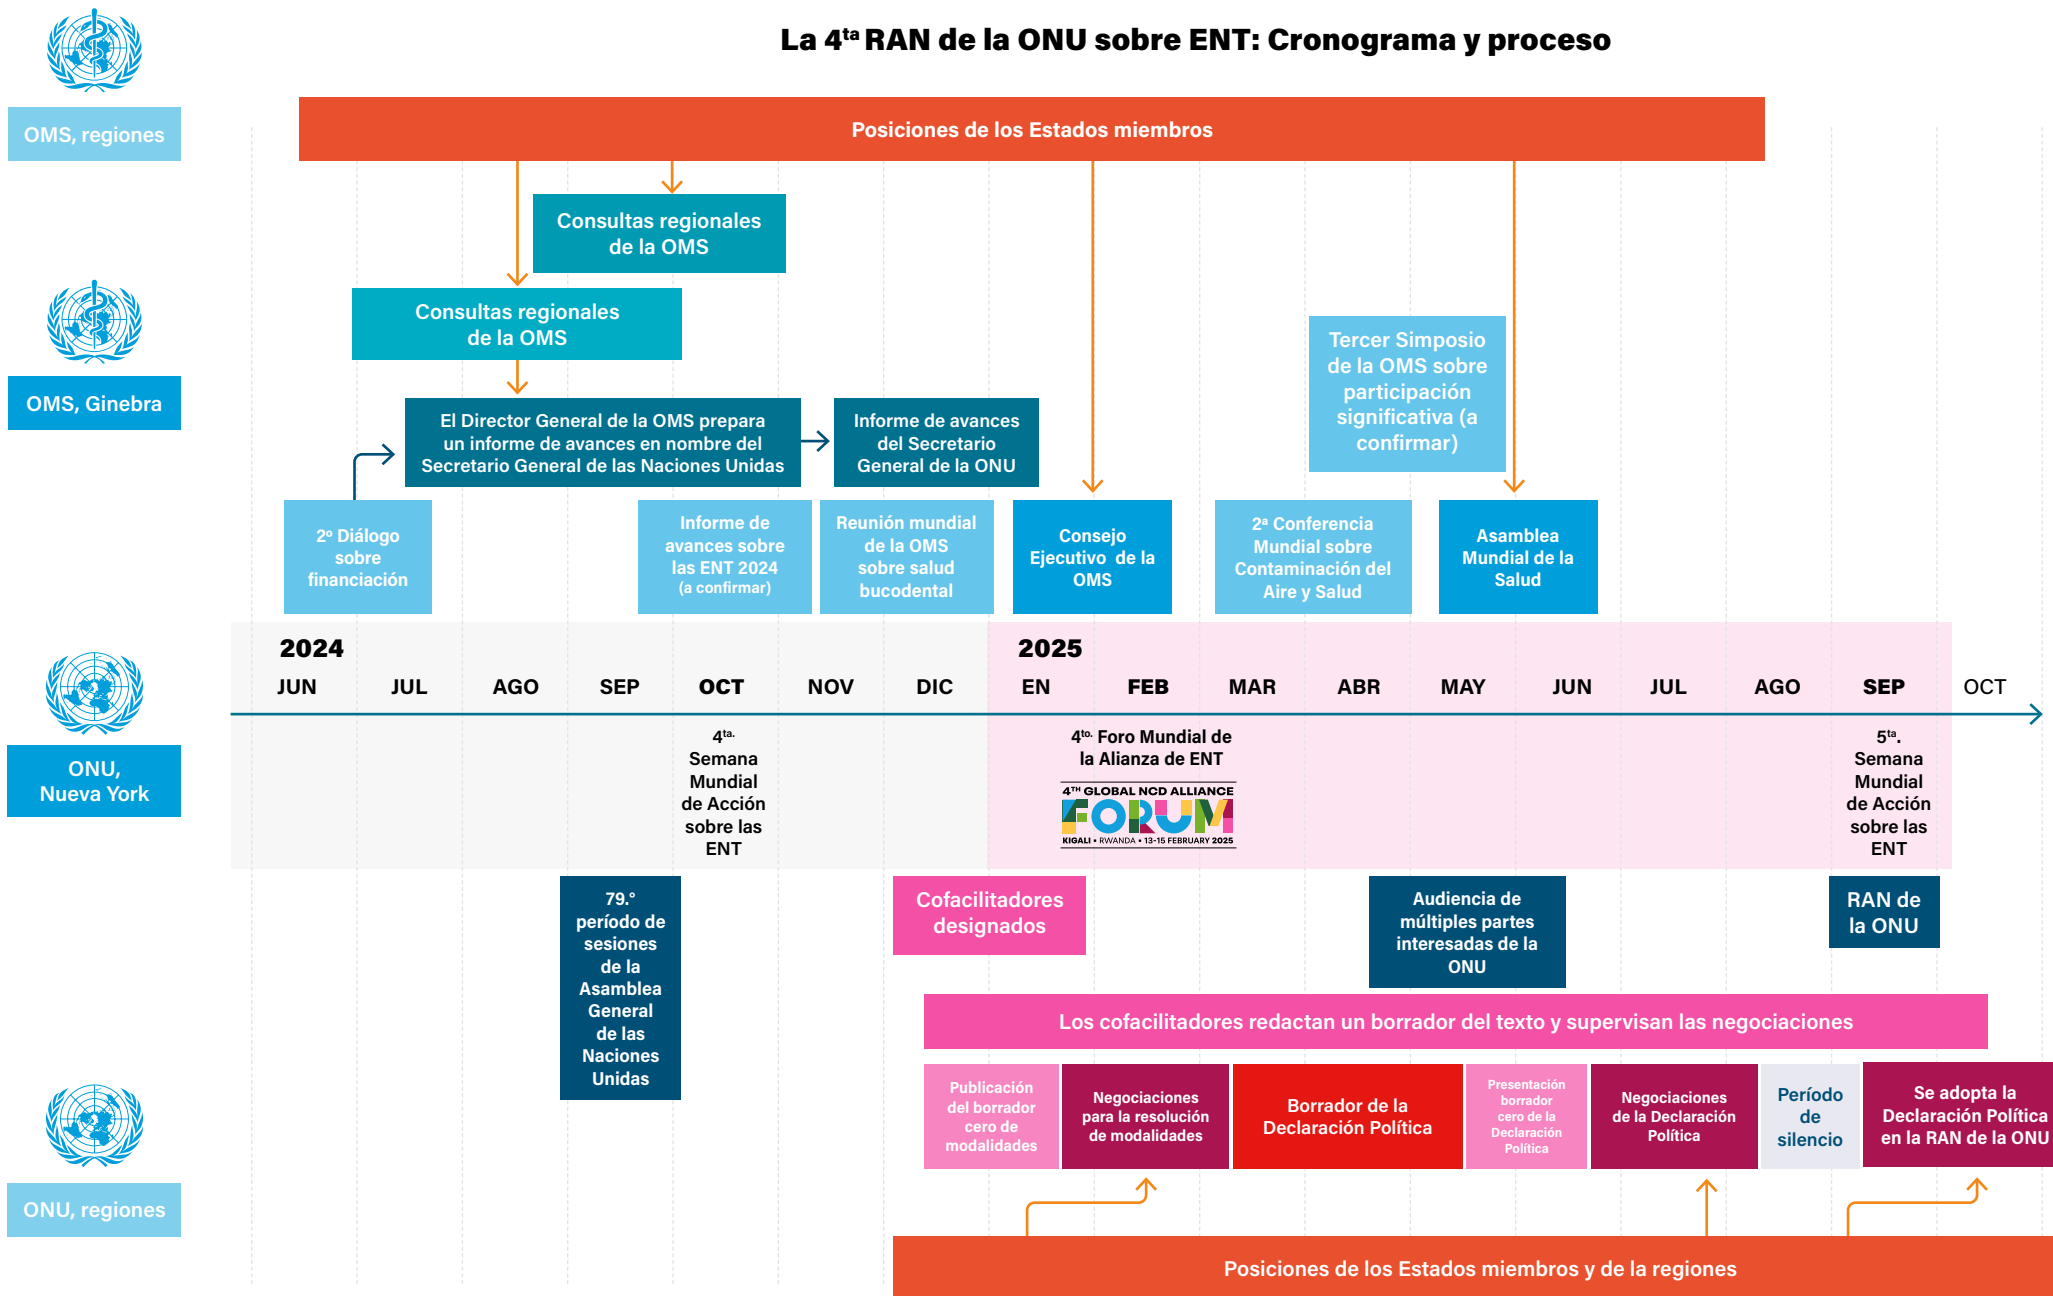 La 4ta RAN de la ONU sobre ENT: Cronograma y proceso
OMS, regiones
Posiciones de los Estados miembros
Consultas regionales
de la OMS
Consultas regionales
de la OMS
OMS, Ginebra
El Director General de la OMS prepara
un informe de avances en nombre del
Secretario General de las Naciones Unidas
Informe de avances
del Secretario
General de la ONU
Tercer Simposio
de la OMS sobre
participación
significativa (a
confirmar)
2º Diálogo
sobre
financiación
Informe de
avances sobre
las ENT 2024
(a confirmar)
Reunión mundial
de la OMS
sobre salud
bucodental
Consejo
Ejecutivo de la
OMS
2ª Conferencia
Mundial sobre
Contaminación del
Aire y Salud
Asamblea
Mundial de la
Salud
2024
2025
JUN JUL AGO SEP OCT NOV DIC EN FEB MAR ABR MAY JUN JUL AGO SEP OCT
ONU,
Nueva York
4ta.
Semana
Mundial
de Acción
sobre las
ENT
4to. Foro Mundial de
la Alianza de ENT
4TH GLOBAL NCD ALLIANCE
FORUM
KIGALI • RWANDA • 13-15 FEBRUARY 2025
5ta.
Semana
Mundial
de Acción
sobre las
ENT
79.°
período de
sesiones
de la
Asamblea
General
de las
Naciones
Unidas
Cofacilitadores
designados
Audiencia de
múltiples partes
interesadas de la
ONU
RAN de
la ONU
Los cofacilitadores redactan un borrador del texto y supervisan las negociaciones
Publicación
del borrador
cero de
modalidades
Negociaciones
para la resolución
de modalidades
Borrador de la
Declaración Política
Presentación
borrador
cero de la
Declaración
Política
Negociaciones
de la Declaración
Política
Período
de
silencio
Se adopta la
Declaración Política
en la RAN de la ONU
ONU, regiones
Posiciones de los Estados miembros y de la regiones